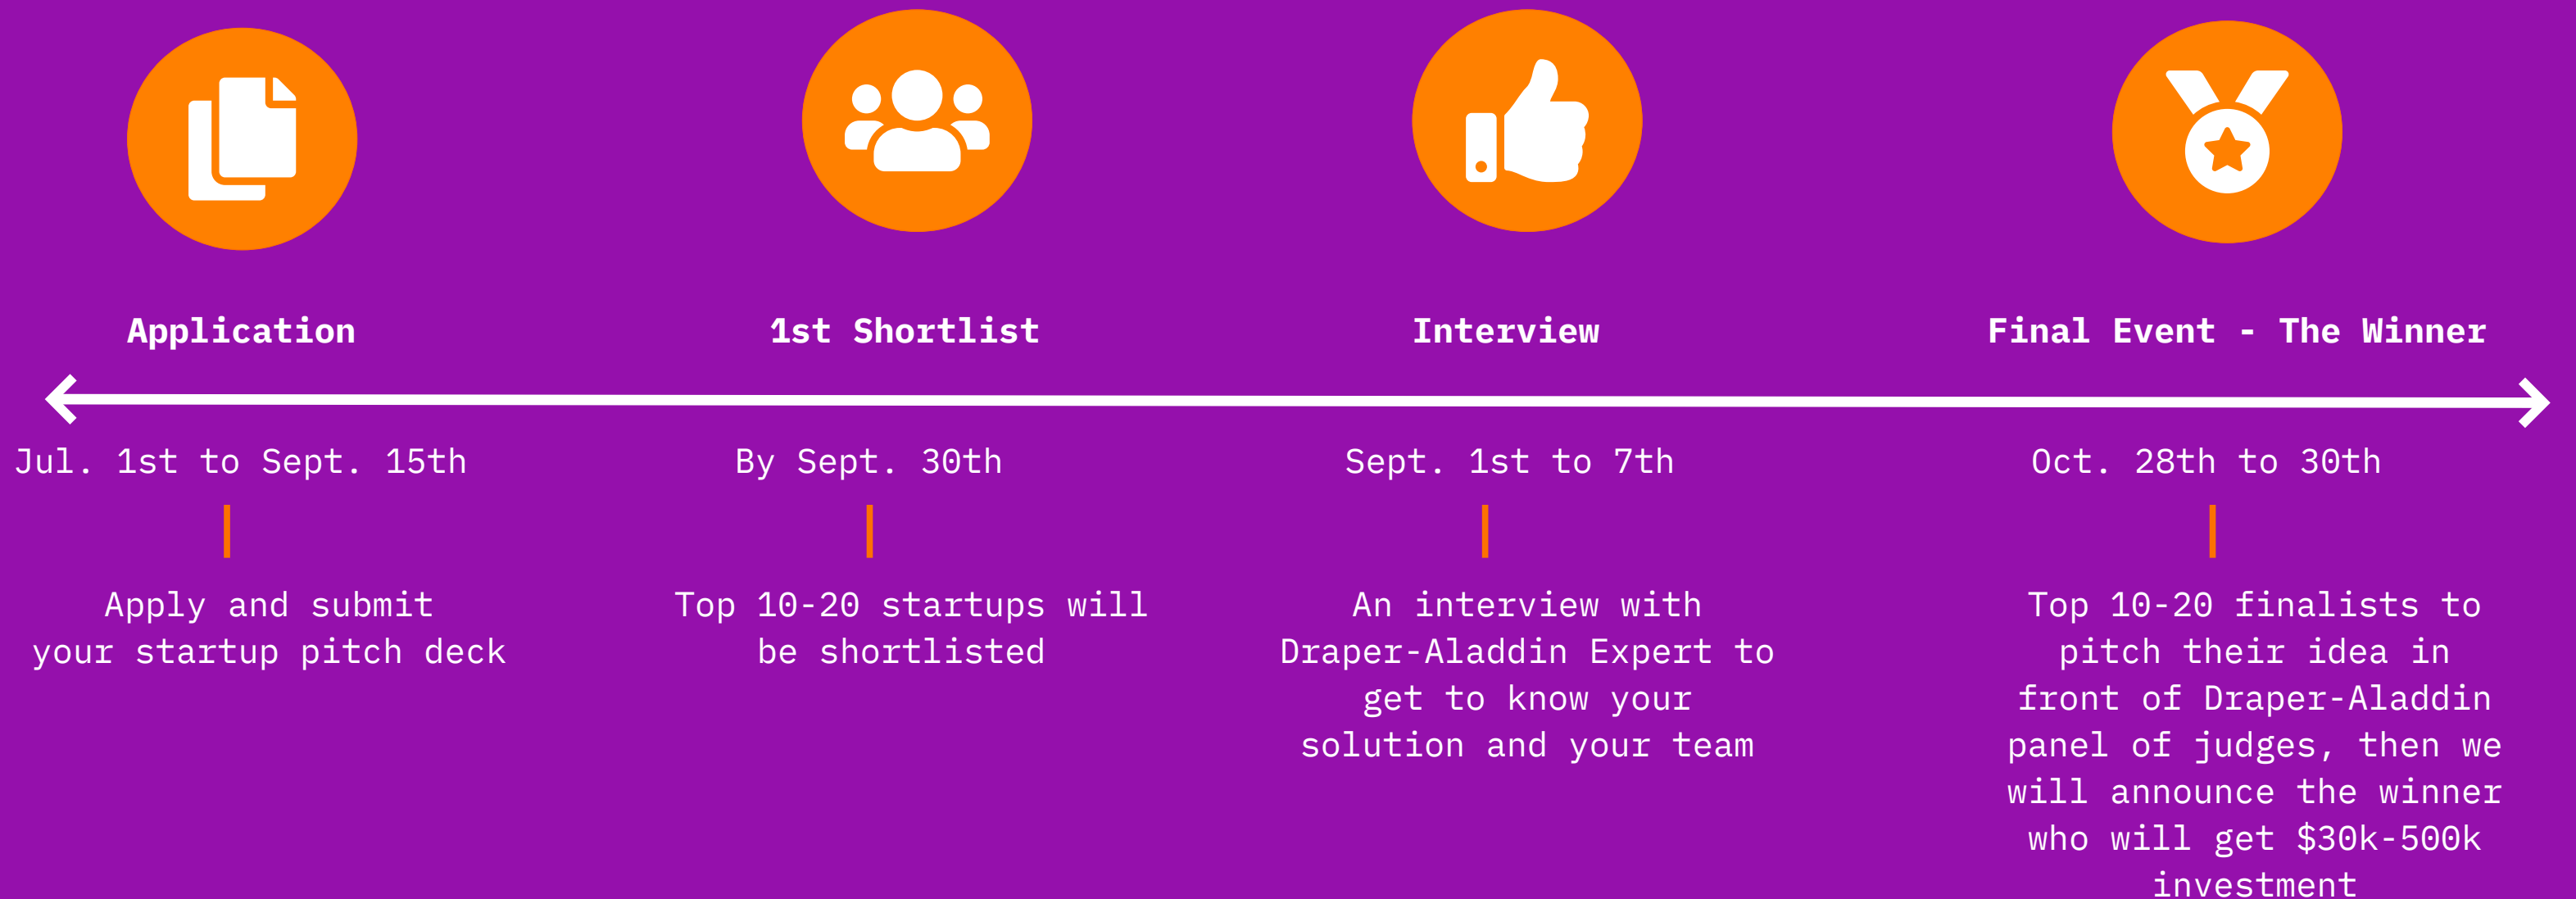 Application
1st Shortlist
Interview
Final Event - The Winner
Jul. 1st to Sept. 15th
By Sept. 30th
Sept. 1st to 7th
Oct. 28th to 30th
Apply and submit
your startup pitch deck
Top 10-20 startups will
be shortlisted
An interview with
Draper-Aladdin Expert to
get to know your
solution and your team
Top 10-20 finalists to
pitch their idea in
front of Draper-Aladdin
panel of judges, then we
will announce the winner
who will get $30k-500k
investment